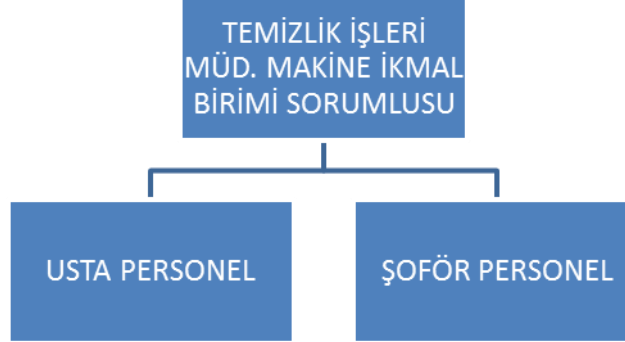 TEMİZLİK İŞLERİ
MÜD. MAKİNE İKMAL
BİRİMİ SORUMLUSU
USTA PERSONEL
ŞOFÖR PERSONEL